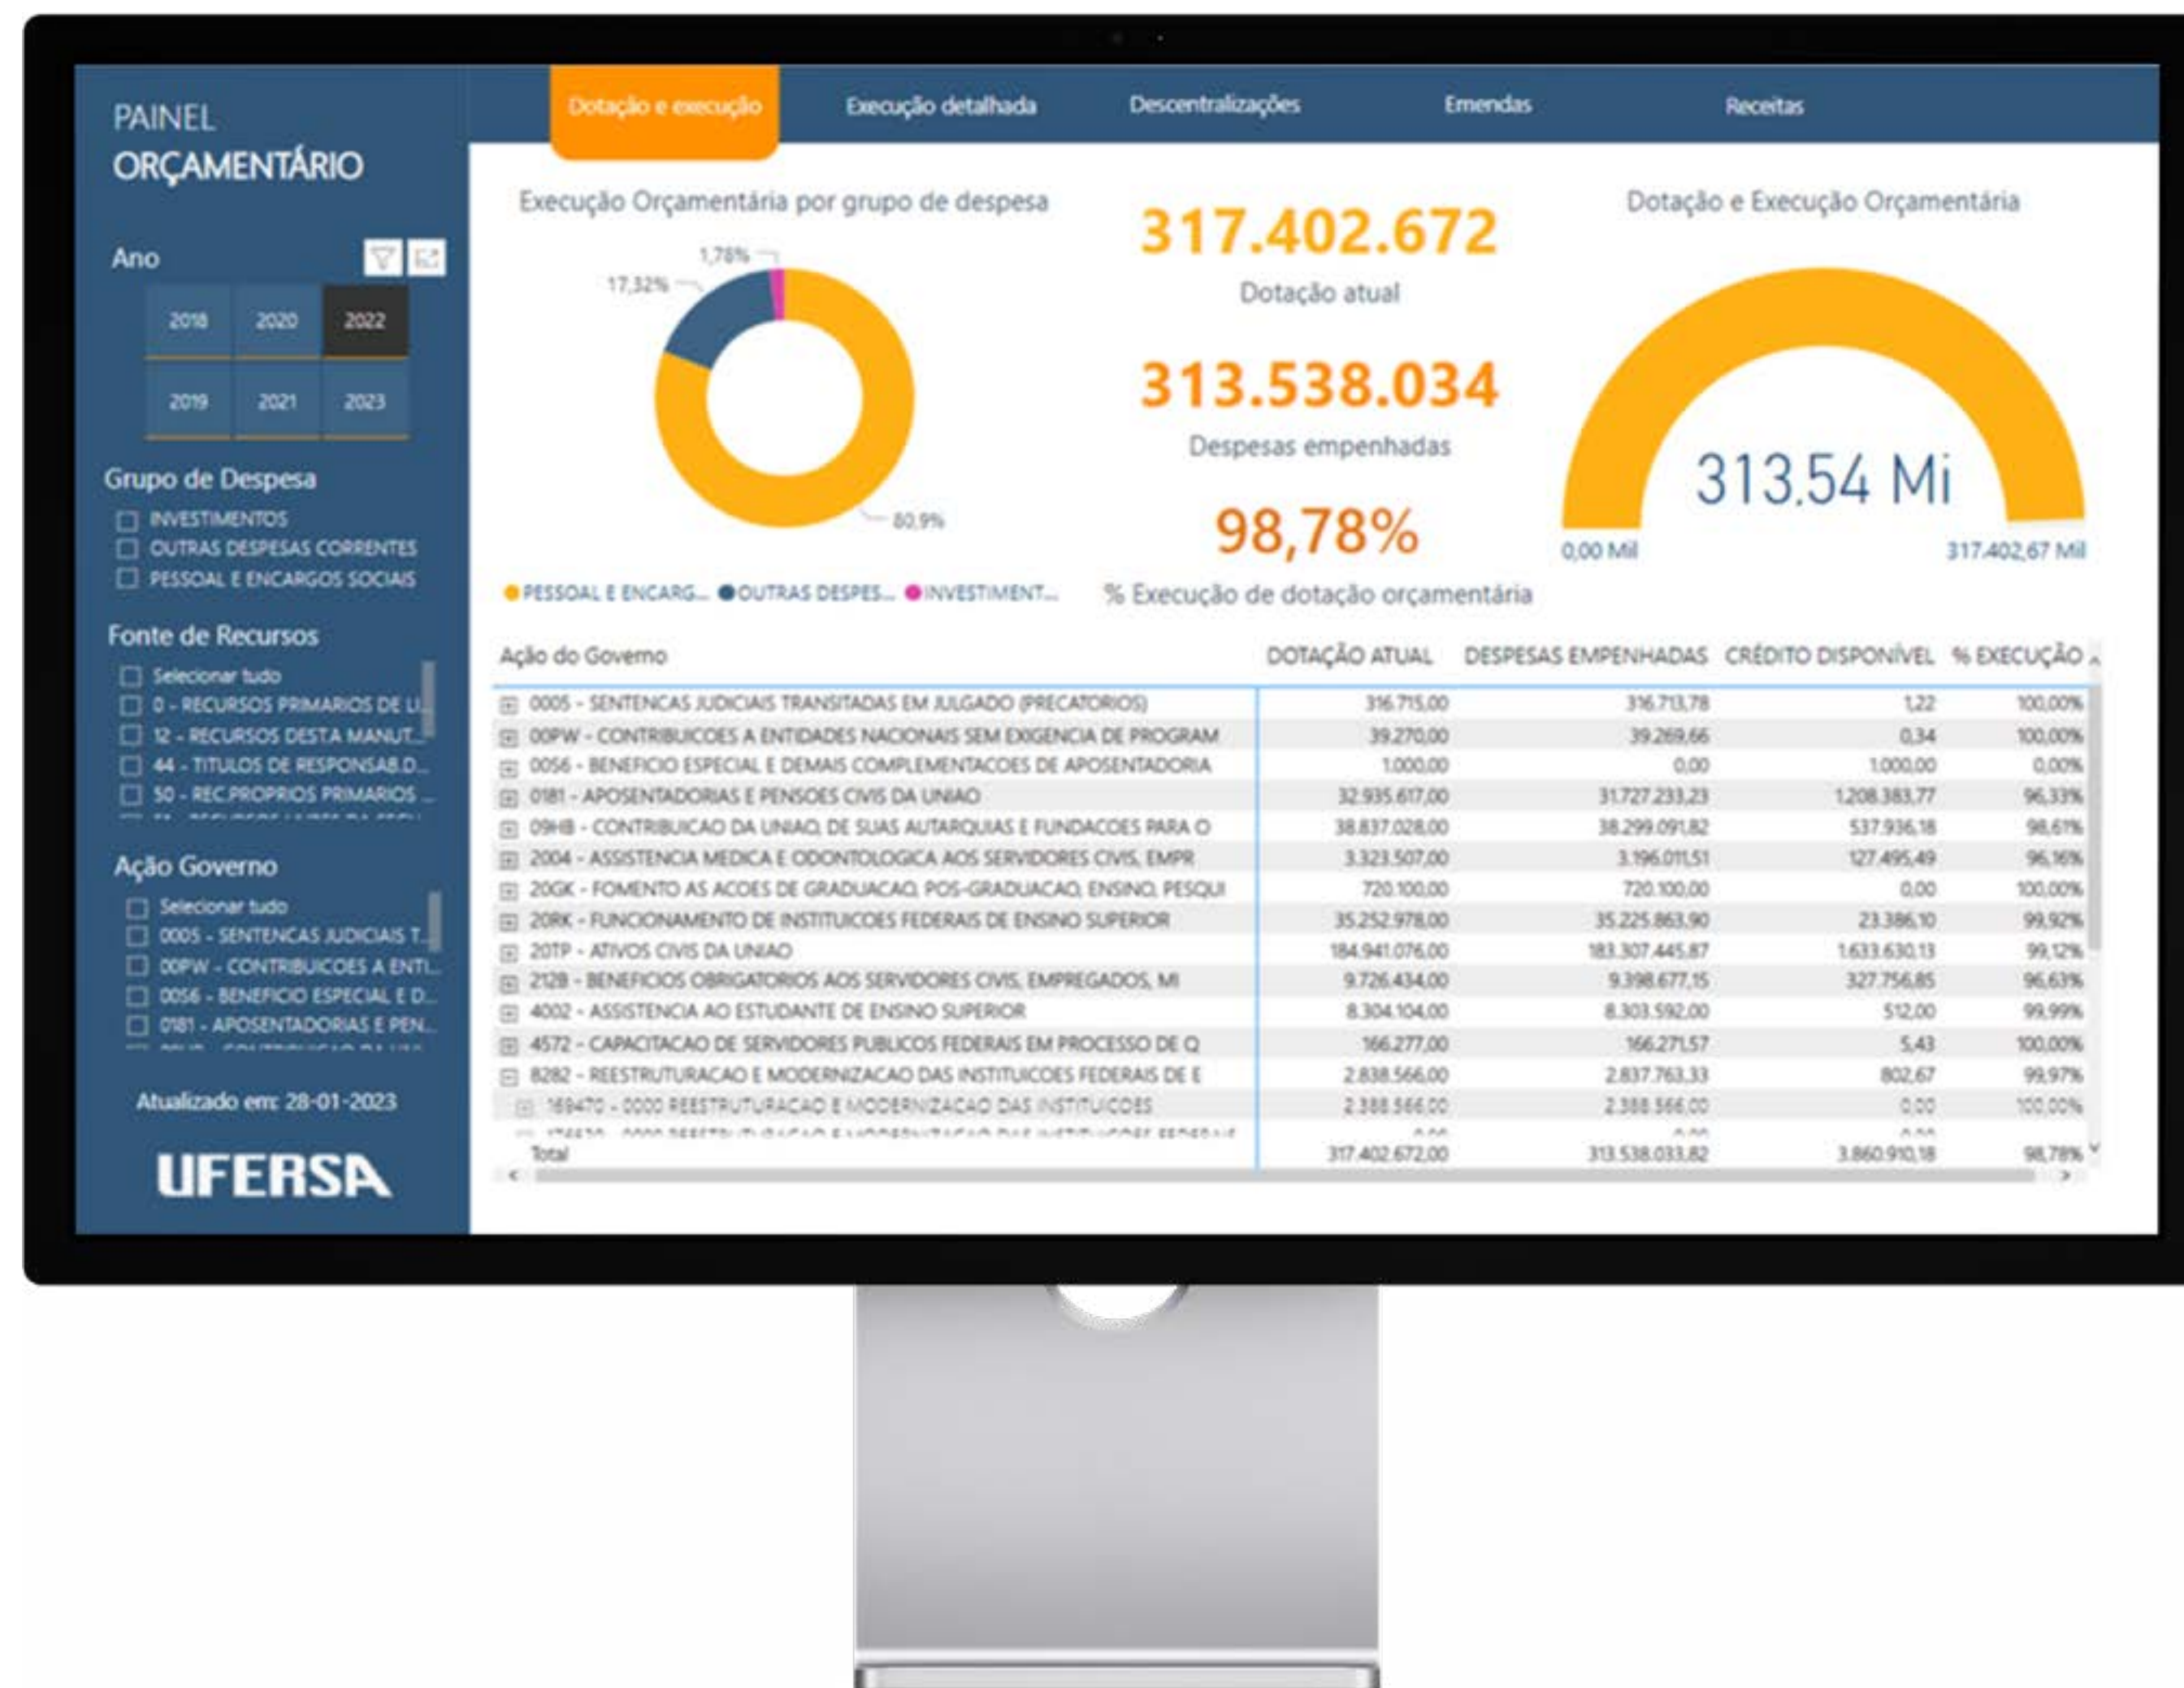 PAINEL
ORÇAMENTÁRIO
Ano
2018 2020 2022
2019 2021 2023
Grupo de Despesa
INVESTIMENTOS
OUTRAS DESPESAS CORRENTES
PESSOAL E ENCARGOS SOCIAIS
Fonte de Recursos
Selecionar tudo
0 - RECURSOS PRIMARIOS DE LI...
12 - RECURSOS DESTA MANUT...
44 - TITULOS DE RESPONSAB.D...
50 - REC.PROPRIOS PRIMARIOS ...
Ação Governo
Selecionar tudo
0005 - SENTENCAS JUDICIAIS T...
00PW - CONTRIBUICOES A ENTI...
0056 - BENEFICIO ESPECIAL E D...
0181 - APOSENTADORIAS E PEN...
Atualizado em: 28-01-2023
UFERSA
Dotação e execução Execução detalhada Descentralizações Emendas Receitas
Execução Orçamentária por grupo de despesa
1,78%
17,32%
80,9%
PESSOAL E ENCARG... OUTRAS DESPES... INVESTIMENT...
317.402.672
Dotação atual
313.538.034
Despesas empenhadas
98,78%
% Execução de dotação orçamentária
Dotação e Execução Orçamentária
313,54 Mi
0,00 Mil 317.402,67 Mil
Ação do Governo DOTAÇÃO ATUAL DESPESAS EMPENHADAS CRÉDITO DISPONÍVEL % EXECUÇÃO
0005 - SENTENCAS JUDICIAIS TRANSITADAS EM JULGADO (PRECATORIOS) 316.715,00 316.713,78 1,22 100,00%
00PW - CONTRIBUICOES A ENTIDADES NACIONAIS SEM EXIGENCIA DE PROGRAM 39.270,00 39.269,66 0,34 100,00%
0056 - BENEFICIO ESPECIAL E DEMAIS COMPLEMENTACOES DE APOSENTADORIA 1.000,00 0,00 1.000,00 0,00%
0181 - APOSENTADORIAS E PENSOES CIVIS DA UNIAO 32.935.617,00 31.727.233,23 1.208.383,77 96,33%
09HB - CONTRIBUICAO DA UNIAO, DE SUAS AUTARQUIAS E FUNDACOES PARA O 38.837.028,00 38.299.091,82 537.936,18 98,61%
2004 - ASSISTENCIA MEDICA E ODONTOLOGICA AOS SERVIDORES CIVIS, EMPR 3.323.507,00 3.196.011,51 127.495,49 96,16%
20GK - FOMENTO AS ACOES DE GRADUACAO, POS-GRADUACAO, ENSINO, PESQUI 720.100,00 720.100,00 0,00 100,00%
20RK - FUNCIONAMENTO DE INSTITUICOES FEDERAIS DE ENSINO SUPERIOR 35.252.978,00 35.225.863,90 23.386,10 99,92%
20TP - ATIVOS CIVIS DA UNIAO 184.941.076,00 183.307.445,87 1.633.630,13 99,12%
212B - BENEFICIOS OBRIGATORIOS AOS SERVIDORES CIVIS, EMPREGADOS, MI 9.726.434,00 9.398.677,15 327.756,85 96,63%
4002 - ASSISTENCIA AO ESTUDANTE DE ENSINO SUPERIOR 8.304.104,00 8.303.592,00 512,00 99,99%
4572 - CAPACITACAO DE SERVIDORES PUBLICOS FEDERAIS EM PROCESSO DE Q 166.277,00 166.271,57 5,43 100,00%
8282 - REESTRUTURACAO E MODERNIZACAO DAS INSTITUICOES FEDERAIS DE E 2.838.566,00 2.837.763,33 802,67 99,97%
169470 - 0000 REESTRUTURACAO E MODERNIZACAO DAS INSTITUICOES 2.388.566,00 2.388.566,00 0,00 100,00%
Total 317.402.672,00 313.538.033,82 3.860.910,18 98,78%